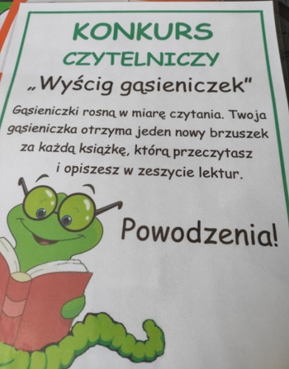 KONKURS
CZYTELNICZY
„Wyścig gąsieniczek”
Gąsieniczki rosną w miarę czytania. Twoja
gąsieniczka otrzyma jeden nowy brzuszek
za każdą książkę, którą przeczytasz
i opiszesz w zeszycie lektur.
Powodzenia!